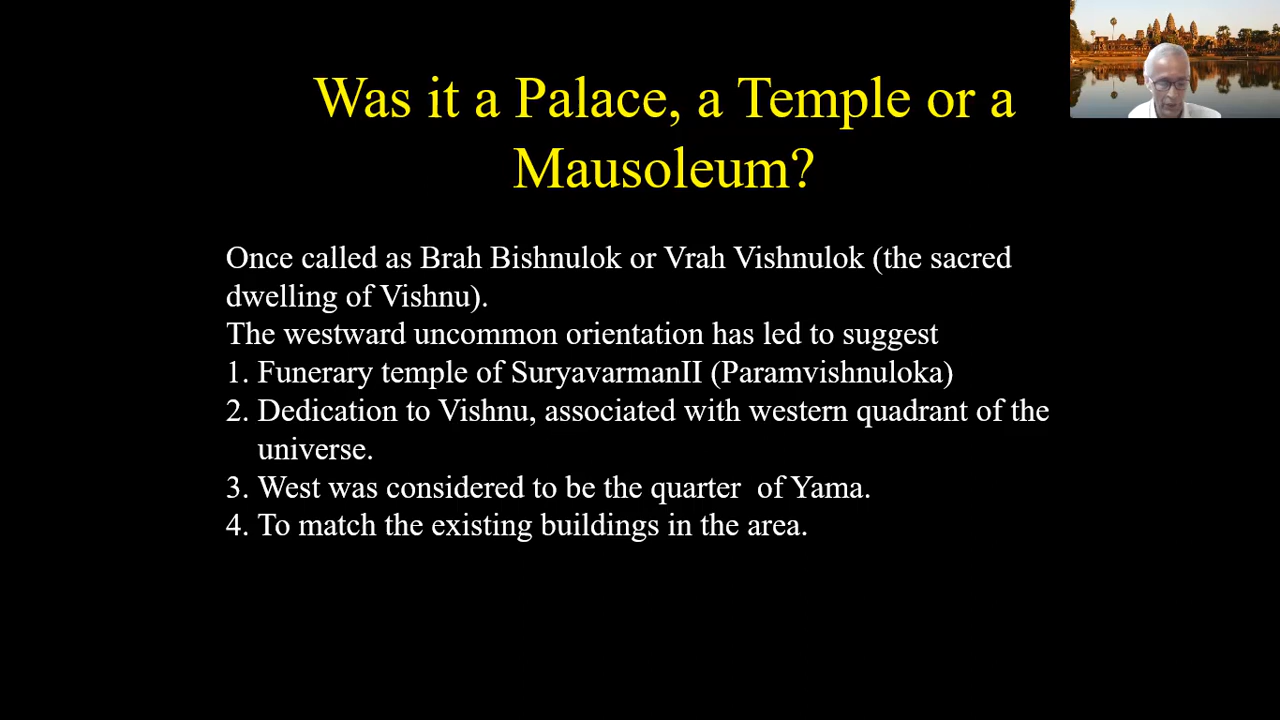 Was it a Palace, a Temple or a
Mausoleum?
Once called as Brah Bishnulok or Vrah Vishnulok (the sacred
dwelling of Vishnu).
The westward uncommon orientation has led to suggest
1. Funerary temple of SuryavarmanII (Paramvishnuloka)
2. Dedication to Vishnu, associated with western quadrant of the
universe.
3. West was considered to be the quarter  of Yama.
4. To match the existing buildings in the area.